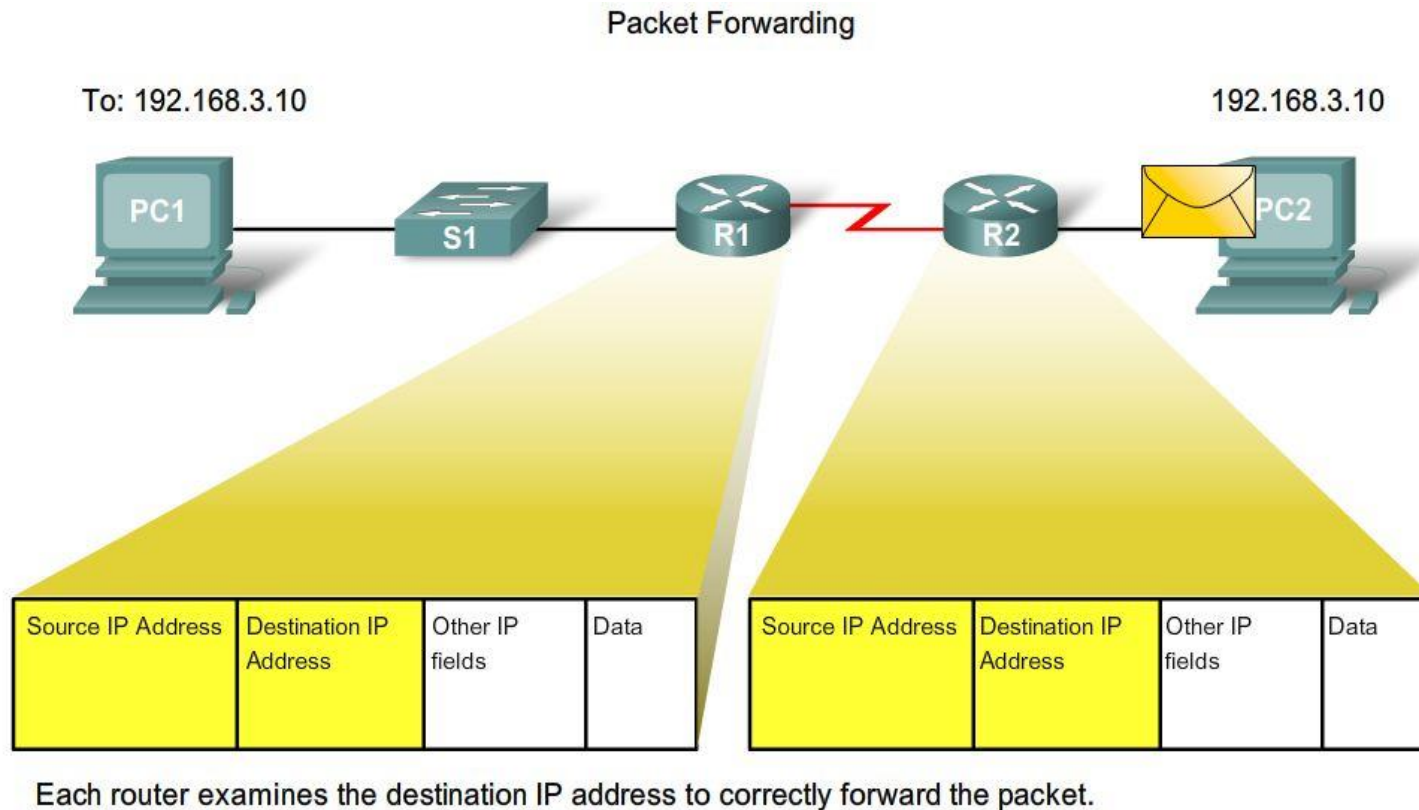 Packet Forwarding
To: 192.168.3.10
192.168.3.10
PC1
S1
R1
R2
PC2
Source IP Address
Destination IP
Address
Other IP
fields
Data
Source IP Address
Destination IP
Address
Other IP
fields
Data
Each router examines the destination IP address to correctly forward the packet.